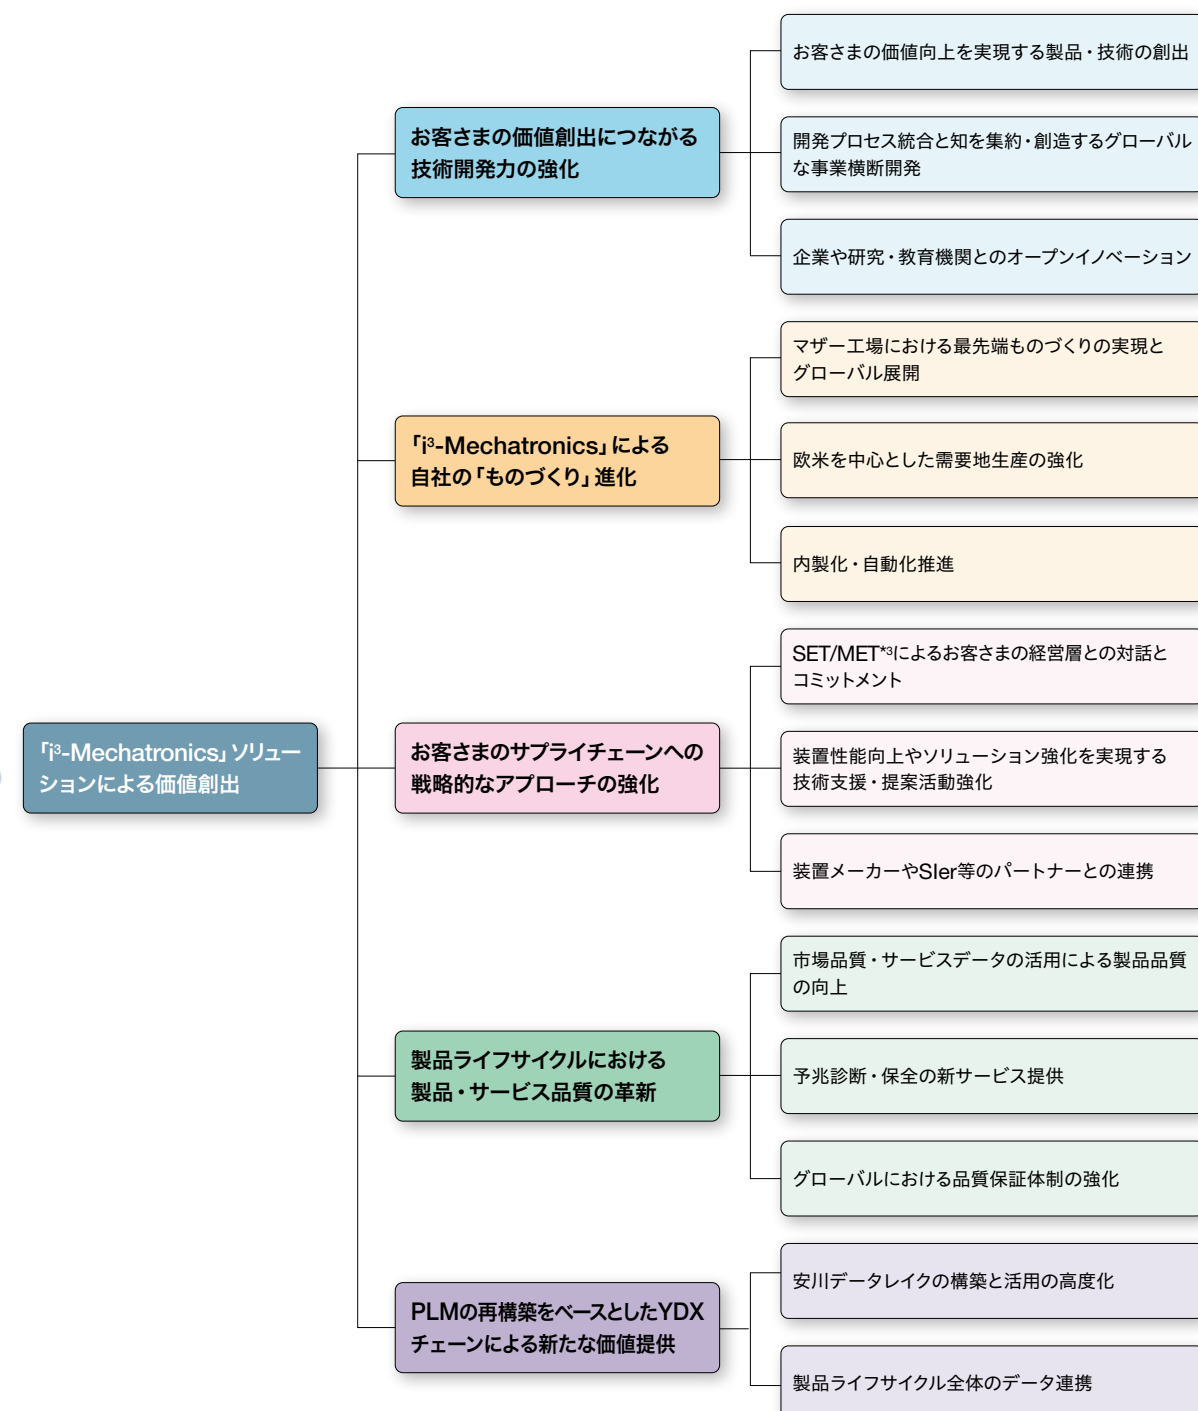 「i³-Mechatronics」ソリュー
ションによる価値創出
お客さまの価値創出につながる
技術開発力の強化
お客さまの価値向上を実現する製品・技術の創出
開発プロセス統合と知を集約・創造するグローバル
な事業横断開発
企業や研究・教育機関とのオープンイノベーション
「i³-Mechatronics」による
自社の「ものづくり」進化
マザー工場における最先端ものづくりの実現と
グローバル展開
欧米を中心とした需要地生産の強化
内製化・自動化推進
お客さまのサプライチェーンへの
戦略的なアプローチの強化
SET/MET*³によるお客さまの経営層との対話と
コミットメント
装置性能向上やソリューション強化を実現する
技術支援・提案活動強化
装置メーカーやSIer等のパートナーとの連携
製品ライフサイクルにおける
製品・サービス品質の革新
市場品質・サービスデータの活用による製品品質
の向上
予兆診断・保全の新サービス提供
グローバルにおける品質保証体制の強化
PLMの再構築をベースとしたYDX
チェーンによる新たな価値提供
安川データレイクの構築と活用の高度化
製品ライフサイクル全体のデータ連携